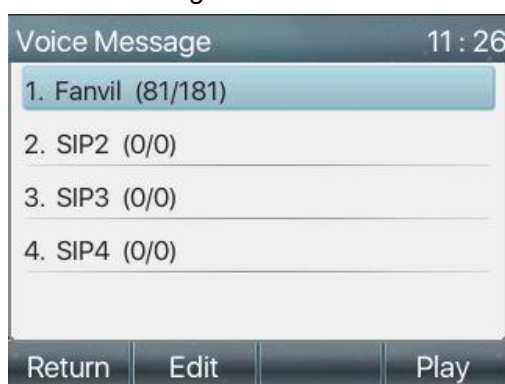 Voice Message 11 : 26
1. Fanvil (81/181)
2. SIP2 (0/0)
3. SIP3 (0/0)
4. SIP4 (0/0)
Return Edit Play